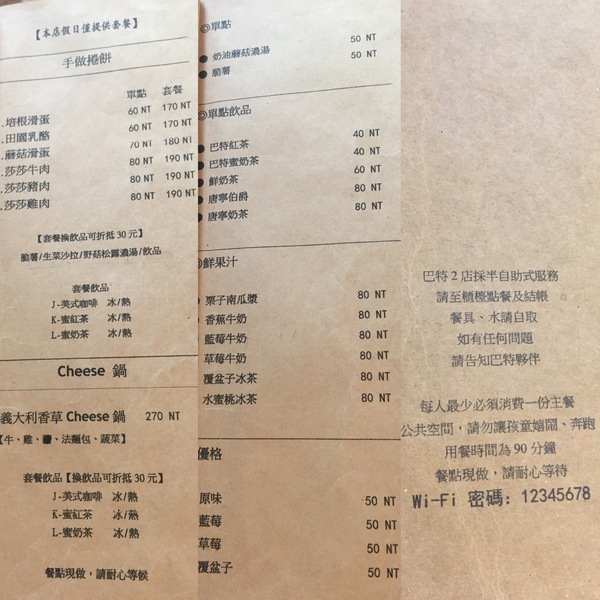 【本店假日僅提供套餐】
手做捲餅
單點 套餐
培根滑蛋 60 NT 170 NT
田園乳酪 60 NT 170 NT
蘑菇滑蛋 70 NT 180 NT
莎莎牛肉 80 NT 190 NT
莎莎豬肉 80 NT 190 NT
莎莎雞肉 80 NT 190 NT
【套餐換飲品可折抵 30 元】
脆薯/生菜沙拉/野菇松露濃湯/飲品
套餐飲品
J-美式咖啡 冰/熱
K-蜜紅茶 冰/熱
L-蜜奶茶 冰/熱
Cheese 鍋
義大利香草 Cheese 鍋 270 NT
【牛、雞、、法麵包、蔬菜】
套餐飲品【換飲品可折抵 30 元】
J-美式咖啡 冰/熱
K-蜜紅茶 冰/熱
L-蜜奶茶 冰/熱
餐點現做，請耐心等候
◎單點
● 奶油蘑菇濃湯 50 NT
● 脆薯 50 NT
◎單點飲品
● 巴特紅茶 40 NT
● 巴特蜜奶茶 40 NT
● 鮮奶茶 60 NT
● 唐寧伯爵 80 NT
● 唐寧奶茶 80 NT
◎鮮果汁
栗子南瓜漿 80 NT
香蕉牛奶 80 NT
藍莓牛奶 80 NT
草莓牛奶 80 NT
覆盆子冰茶 80 NT
水蜜桃冰茶 80 NT
優格
原味 50 NT
藍莓 50 NT
草莓 50 NT
覆盆子 50 NT
巴特 2 店採半自助式服務
請至櫃檯點餐及結帳
餐具、水請自取
如有任何問題
請告知巴特夥伴
每人最少必須消費一份主餐
公共空間，請勿讓孩童嬉鬧、奔跑
用餐時間為 90 分鐘
餐點現做，請耐心等待
Wi-Fi 密碼: 12345678